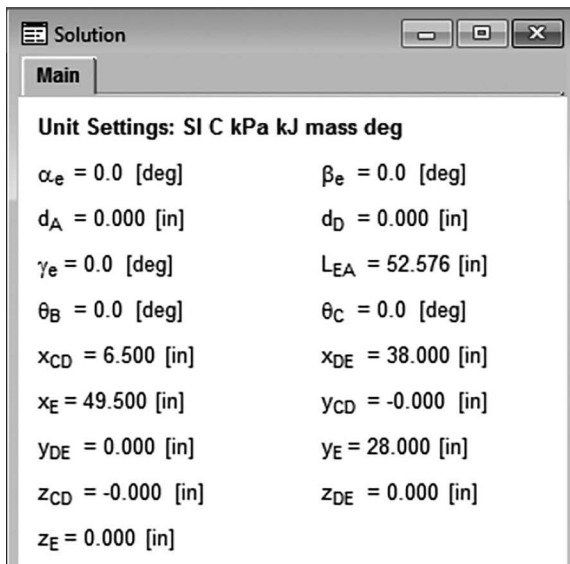 Solution
Main
Unit Settings: SI C kPa kJ mass deg
αe = 0.0 [deg] βe = 0.0 [deg]
dA = 0.000 [in] dD = 0.000 [in]
γe = 0.0 [deg] LEA = 52.576 [in]
θB = 0.0 [deg] θC = 0.0 [deg]
xCD = 6.500 [in] xDE = 38.000 [in]
xE = 49.500 [in] yCD = -0.000 [in]
yDE = 0.000 [in] yE = 28.000 [in]
zCD = -0.000 [in] zDE = 0.000 [in]
zE = 0.000 [in]